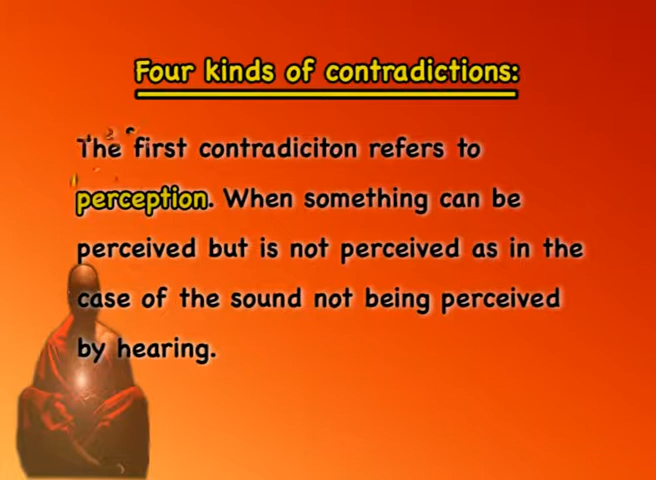 Four kinds of contradictions:
The first contradiciton refers to
perception. When something can be
perceived but is not perceived as in the
case of the sound not being perceived
by hearing.